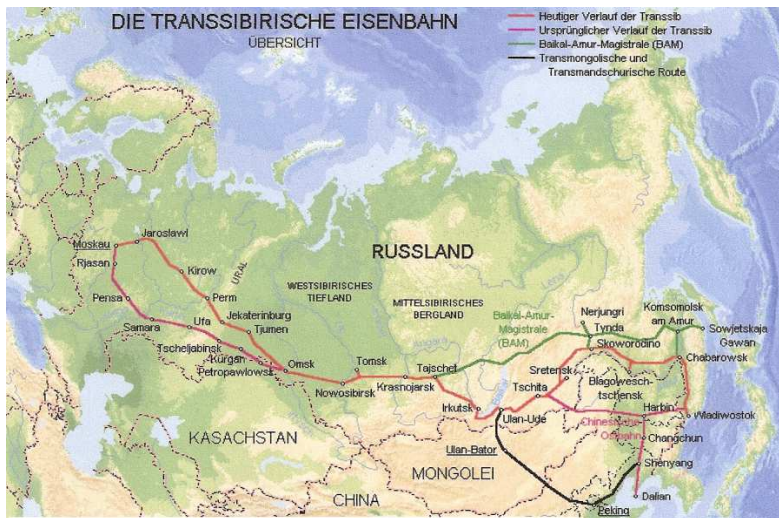 DIE TRANSSIBIRISCHE EISENBAHN
ÜBERSICHT
Heutiger Verlauf der Transsib
Ursprünglicher Verlauf der Transsib
Baikal-Amur-Magistrale (BAM)
Transmongolische und
Transmandschurische Route
Moskau
Jaroslawl
Rjasan
Kirow
URAL
RUSSLAND
Lena
Pensa
Perm
WESTSIBIRISCHES
TIEFLAND
MITTELSIBIRISCHES
BERGLAND
Samara
Ufa
Jekaterinburg
Tjumen
Tscheljabinsk
Kurgan
Petropawlowsk
Omsk
Tomsk
Nowosibirsk
Krasnojarsk
Tajschet
Angara
Baikal-Amur-
Magistrale
(BAM)
Nerjungri
Tynda
Skoworodino
Komsomolsk
am Amur
Sowjetskaja
Gawan
Chabarowsk
Sretensk
Tschita
Blagowesch-
tschensk
Irkutsk
Ulan-Ude
Harbin
Wladiwostok
Chinesische
Ostbahn
Changchun
KASACHSTAN
Ulan-Bator
MONGOLEI
Shenyang
CHINA
Peking
Dalian